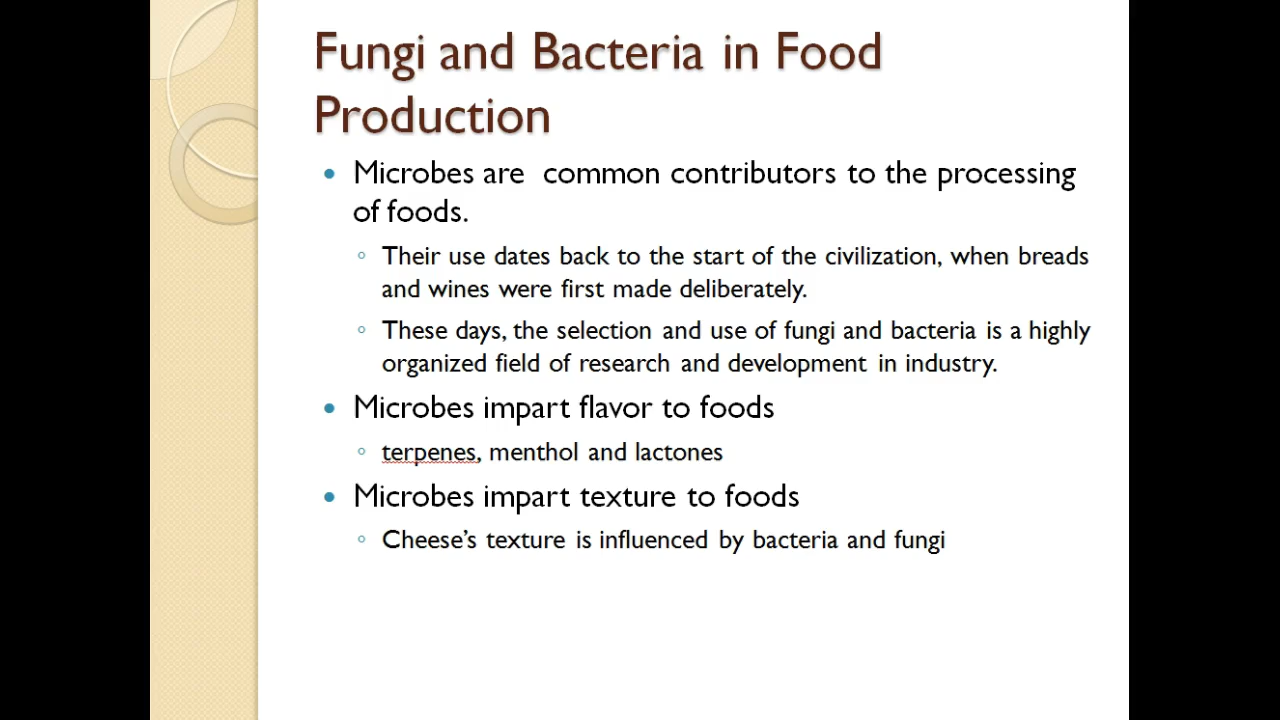 Fungi and Bacteria in Food
Production
• Microbes are common contributors to the processing
of foods.
◦ Their use dates back to the start of the civilization, when breads
and wines were first made deliberately.
◦ These days, the selection and use of fungi and bacteria is a highly
organized field of research and development in industry.
• Microbes impart flavor to foods
◦ terpenes, menthol and lactones
• Microbes impart texture to foods
◦ Cheese’s texture is influenced by bacteria and fungi